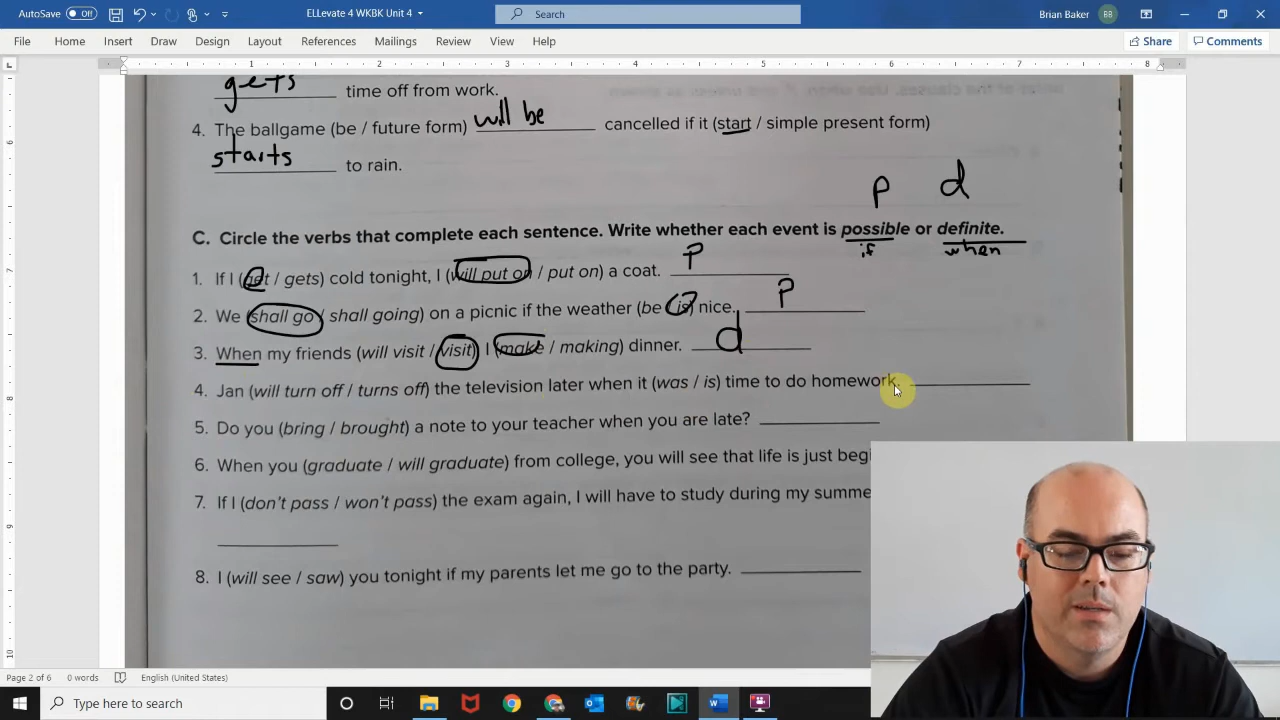 AutoSave Off ELLevate 4 WKBK Unit 4 Search Brian Baker BB
File Home Insert Draw Design Layout References Mailings Review View Help Share Comments
1 2 3 4 5 6 7 8
gets time off from work.
4. The ballgame (be / future form) will be cancelled if it (start / simple present form)
starts to rain.
p d
C. Circle the verbs that complete each sentence. Write whether each event is possible or definite.
if when
1. If I (get / gets) cold tonight, I (will put on / put on) a coat. P
2. We (shall go / shall going) on a picnic if the weather (be / is) nice. P
3. When my friends (will visit / visit) I (make / making) dinner. d
4. Jan (will turn off / turns off) the television later when it (was / is) time to do homework.
5. Do you (bring / brought) a note to your teacher when you are late?
6. When you (graduate / will graduate) from college, you will see that life is just begi
7. If I (don't pass / won't pass) the exam again, I will have to study during my summe
8. I (will see / saw) you tonight if my parents let me go to the party.
Page 2 of 6 0 words English (United States)
Type here to search